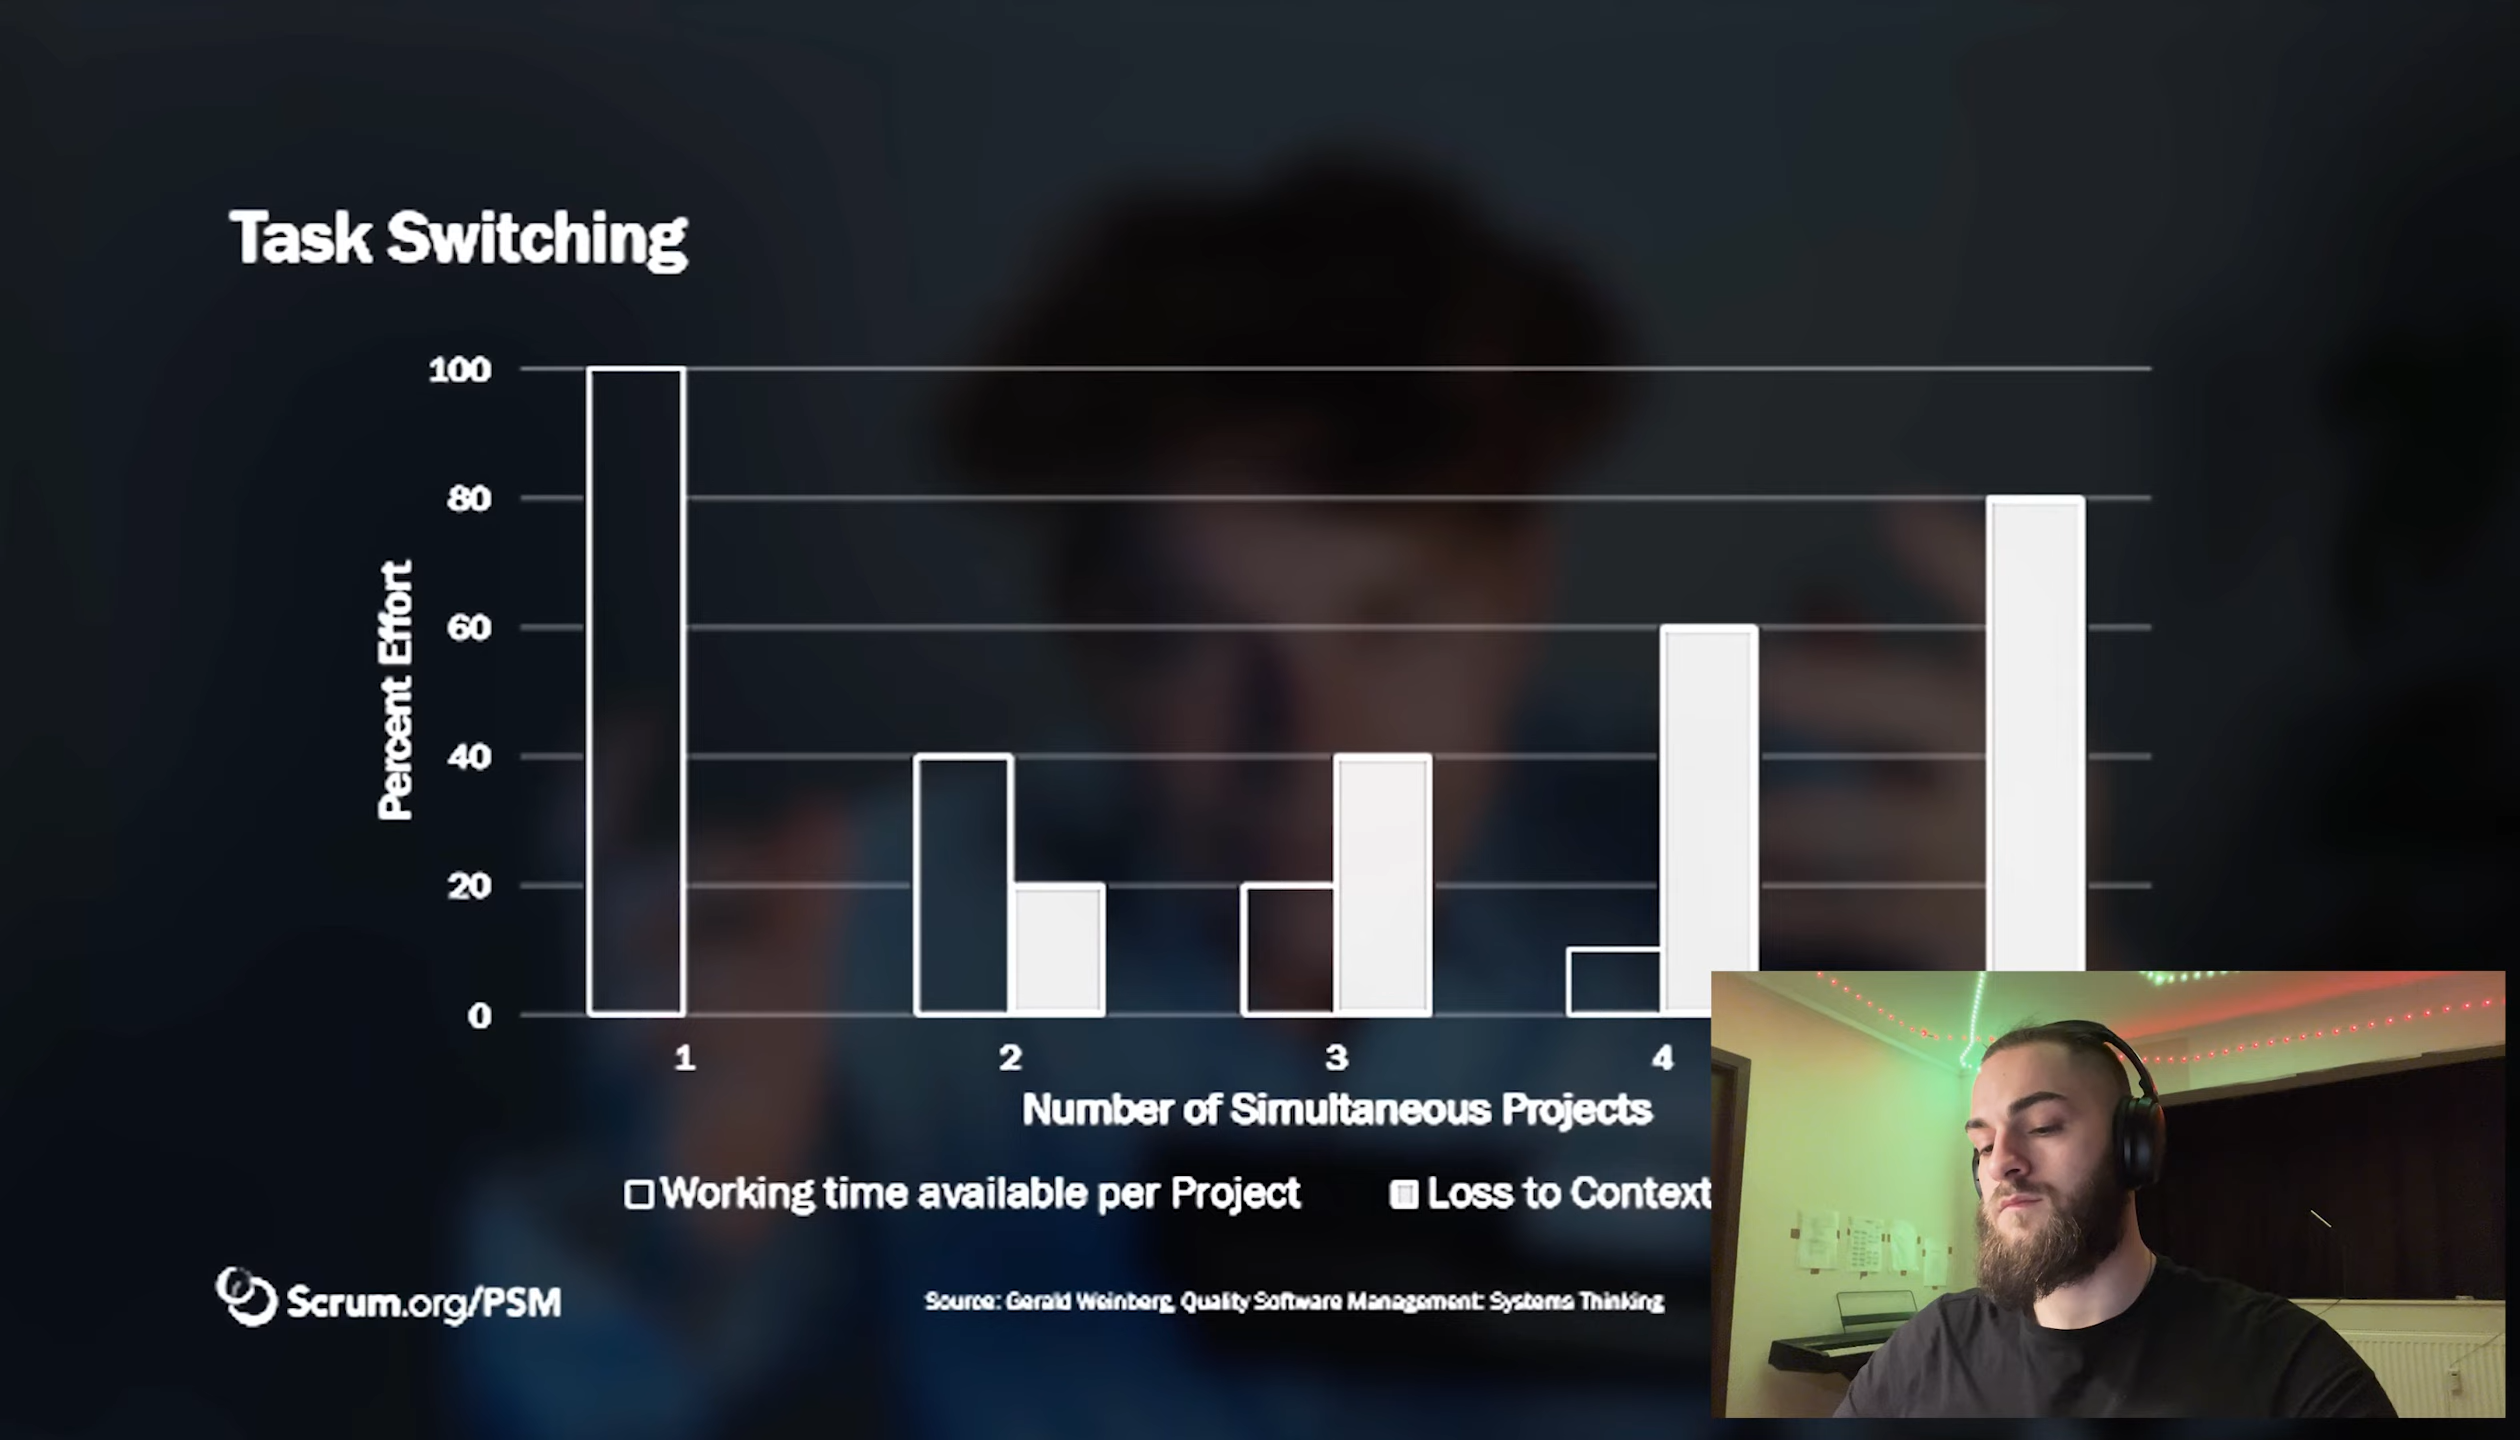 Task Switching
100
80
60
40
20
0
Percent Effort
1 2 3 4
Number of Simultaneous Projects
Working time available per Project Loss to Context
Scrum.org/PSM
Source: Gerald Weinberg, Quality Software Management: Systems Thinking